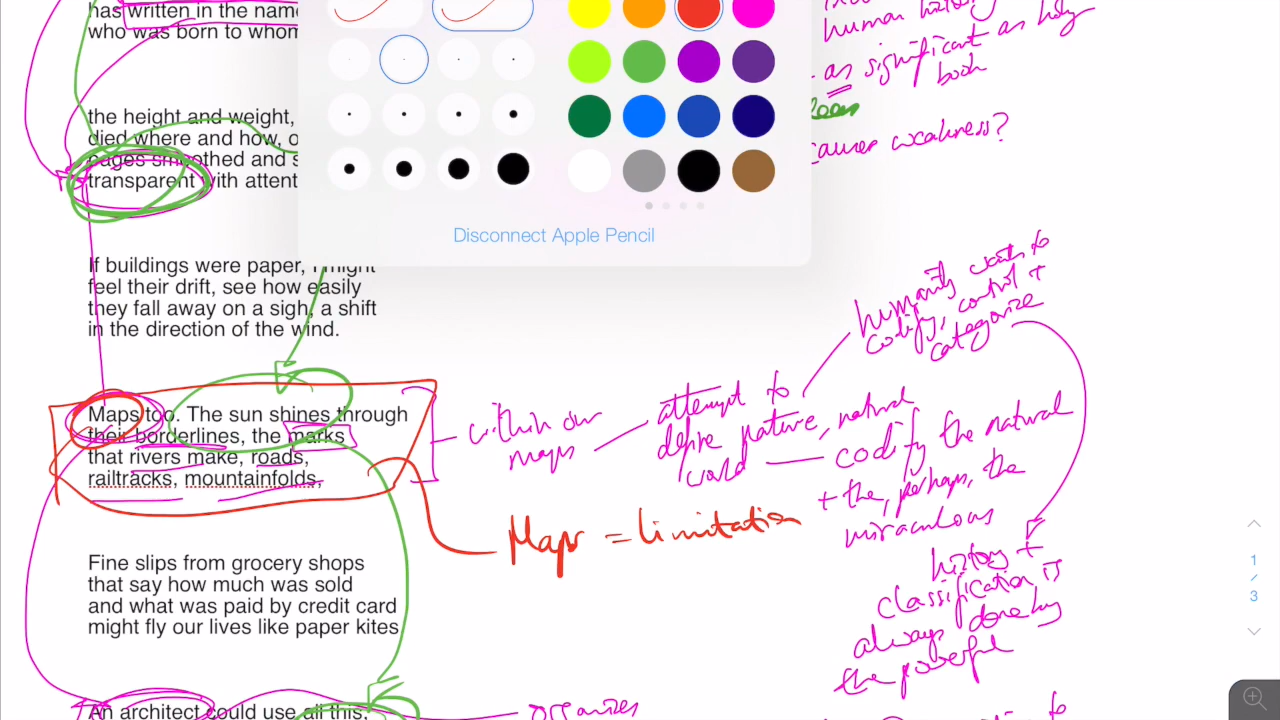 has written in the name
who was born to whom
the height and weight,
died where and how, o
pages smoothed and s
transparent with attent
If buildings were paper, I might
feel their drift, see how easily
they fall away on a sigh, a shift
in the direction of the wind.
Maps too. The sun shines through
their borderlines, the marks
that rivers make, roads,
railtracks, mountainfolds,
Fine slips from grocery shops
that say how much was sold
and what was paid by credit card
might fly our lives like paper kites
An architect could use all this,
Disconnect Apple Pencil
human history
as significant as holy
book
causes weakness?
humanity wants to
codify, control +
categorize
within our
maps
attempt to
define nature, natural
world
codify the natural
+ the, perhaps, the
miraculous
Maps = limitation
history +
classification is
always done by
the powerful
organises
1
/
3